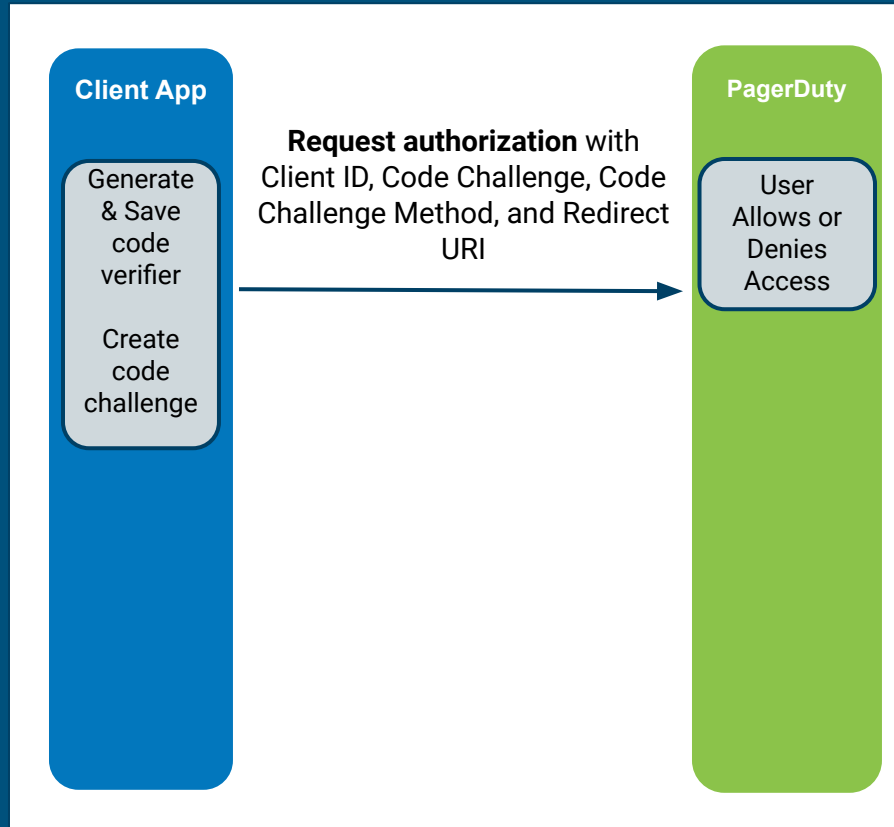 Client App
Generate
& Save
code
verifier
Create
code
challenge
Request authorization with
Client ID, Code Challenge, Code
Challenge Method, and Redirect
URI
PagerDuty
User
Allows or
Denies
Access